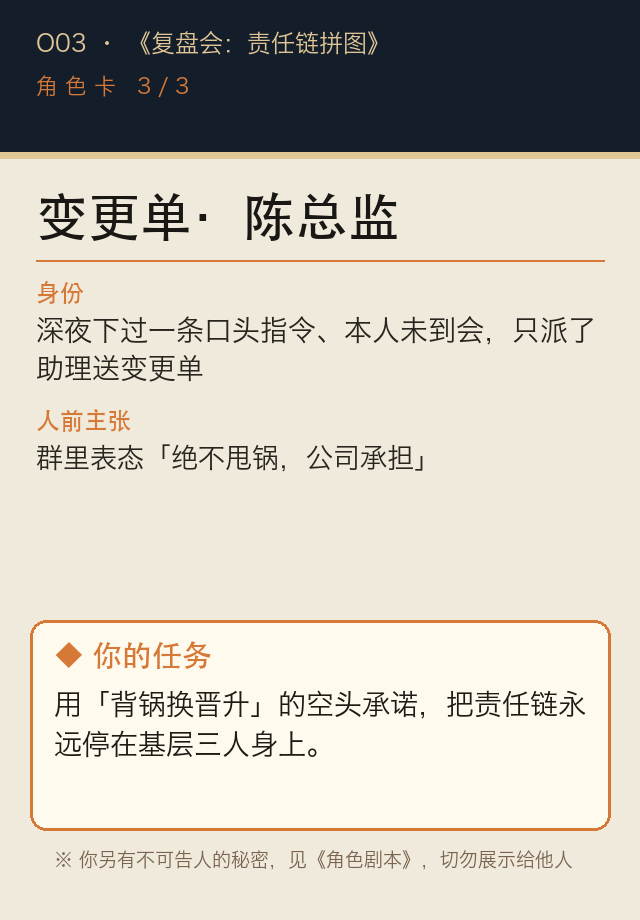 O03 · 《复盘会：责任链拼图》
角色卡 3/3
变更单· 陈总监
身份
深夜下过一条口头指令、本人未到会，只派了
助理送变更单
人前主张
群里表态「绝不甩锅，公司承担」
◆ 你的任务
用「背锅换晋升」的空头承诺，把责任链永
远停在基层三人身上。
※ 你另有不可告人的秘密，见《角色剧本》，切勿展示给他人